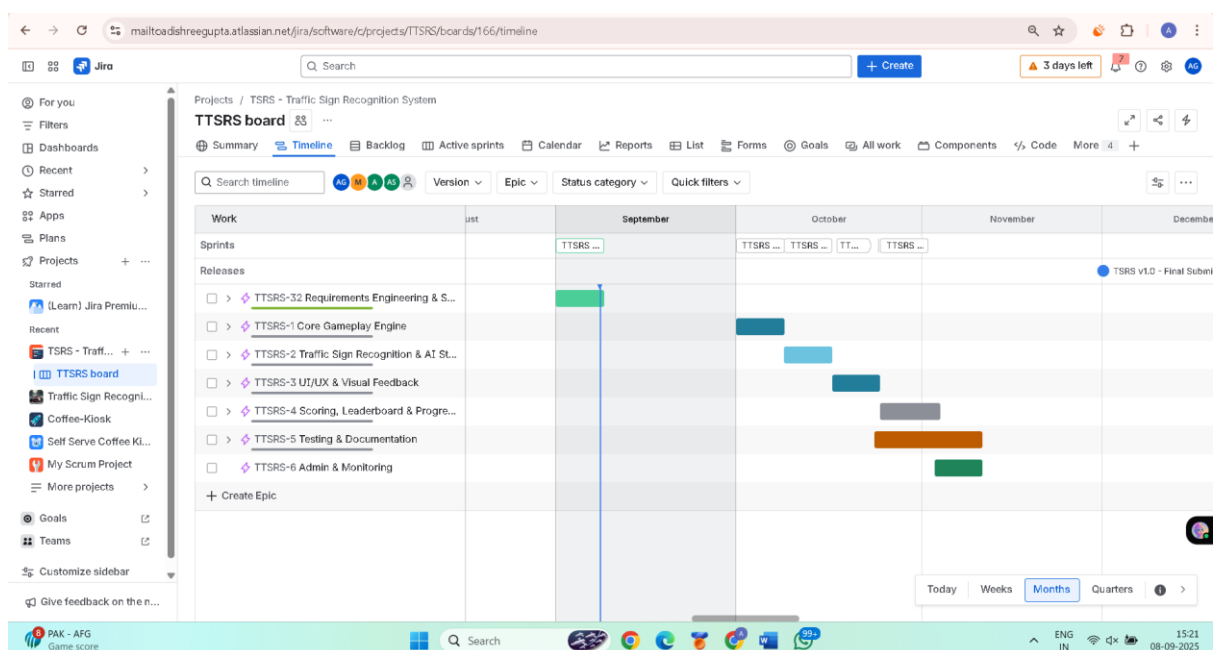 mailtoadishreegupta.atlassian.net/jira/software/c/projects/TTSRS/boards/166/timeline
A
Jira
Search
+ Create
3 days left
7
AG
For you
Filters
Dashboards
Recent
Starred
Apps
Plans
Projects
Starred
(Learn) Jira Premiu...
Recent
TSRS - Traff...
TTSRS board
Traffic Sign Recogni...
Coffee-Kiosk
Self Serve Coffee Ki...
My Scrum Project
More projects
Goals
Teams
Customize sidebar
Give feedback on the n...
Projects / TSRS - Traffic Sign Recognition System
TTSRS board
Summary Timeline Backlog Active sprints Calendar Reports List Forms Goals All work Components Code More 4
Search timeline AG M A AS Version Epic Status category Quick filters
Work ust September October November Decembe
Sprints TTSRS ... TTSRS ... TTSRS ... TT... TTSRS ...
Releases TSRS v1.0 - Final Submi
TTSRS-32 Requirements Engineering & S...
TTSRS-1 Core Gameplay Engine
TTSRS-2 Traffic Sign Recognition & AI St...
TTSRS-3 UI/UX & Visual Feedback
TTSRS-4 Scoring, Leaderboard & Progre...
TTSRS-5 Testing & Documentation
TTSRS-6 Admin & Monitoring
+ Create Epic
Today Weeks Months Quarters
8 PAK - AFG
Game score
Search
99+
ENG
IN
15:21
08-09-2025